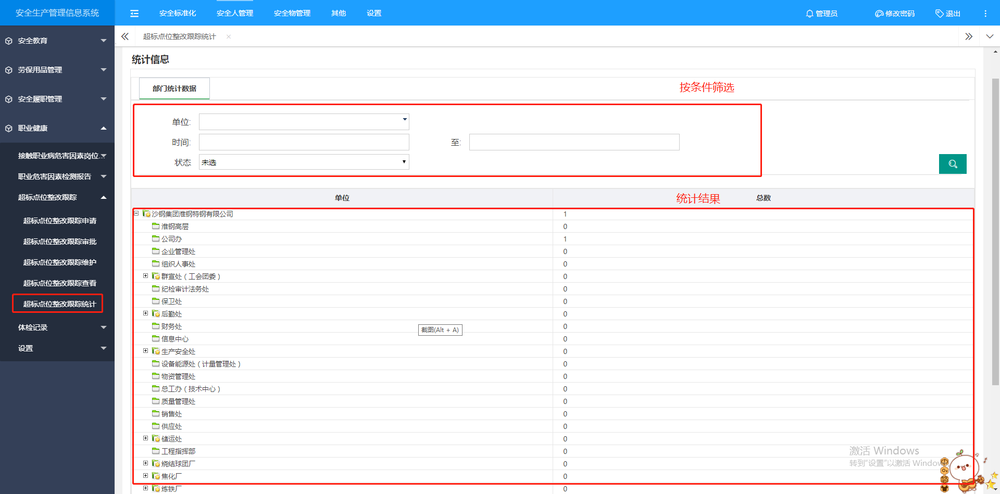 安全生产管理信息系统
安全标准化 安全人管理 安全物管理 其他 设置
管理员 修改密码 退出
超标点位整改跟踪统计 ×
安全教育
劳保用品管理
安全履职管理
职业健康
接触职业病危害因素岗位...
职业危害因素检测报告
超标点位整改跟踪
超标点位整改跟踪申请
超标点位整改跟踪审批
超标点位整改跟踪维护
超标点位整改跟踪查看
超标点位整改跟踪统计
体检记录
设置
统计信息
部门统计数据
按条件筛选
单位:
时间: 至:
状态 未选
单位 统计结果 总数
沙钢集团淮钢特钢有限公司 1
淮钢高层 0
公司办 1
企业管理处 0
组织人事处 0
群宣处（工会团委） 0
纪检审计法务处 0
保卫处 0
后勤处 0
财务处 0
截图(Alt + A)
信息中心 0
生产安全处 0
设备能源处（计量管理处） 0
物资管理处 0
总工办（技术中心） 0
质量管理处 0
销售处 0
供应处 0
储运处 0
工程指挥部 0
烧结球团厂 0
焦化厂 0
炼铁厂 0
激活 Windows
转到"设置"以激活 Window
中
简